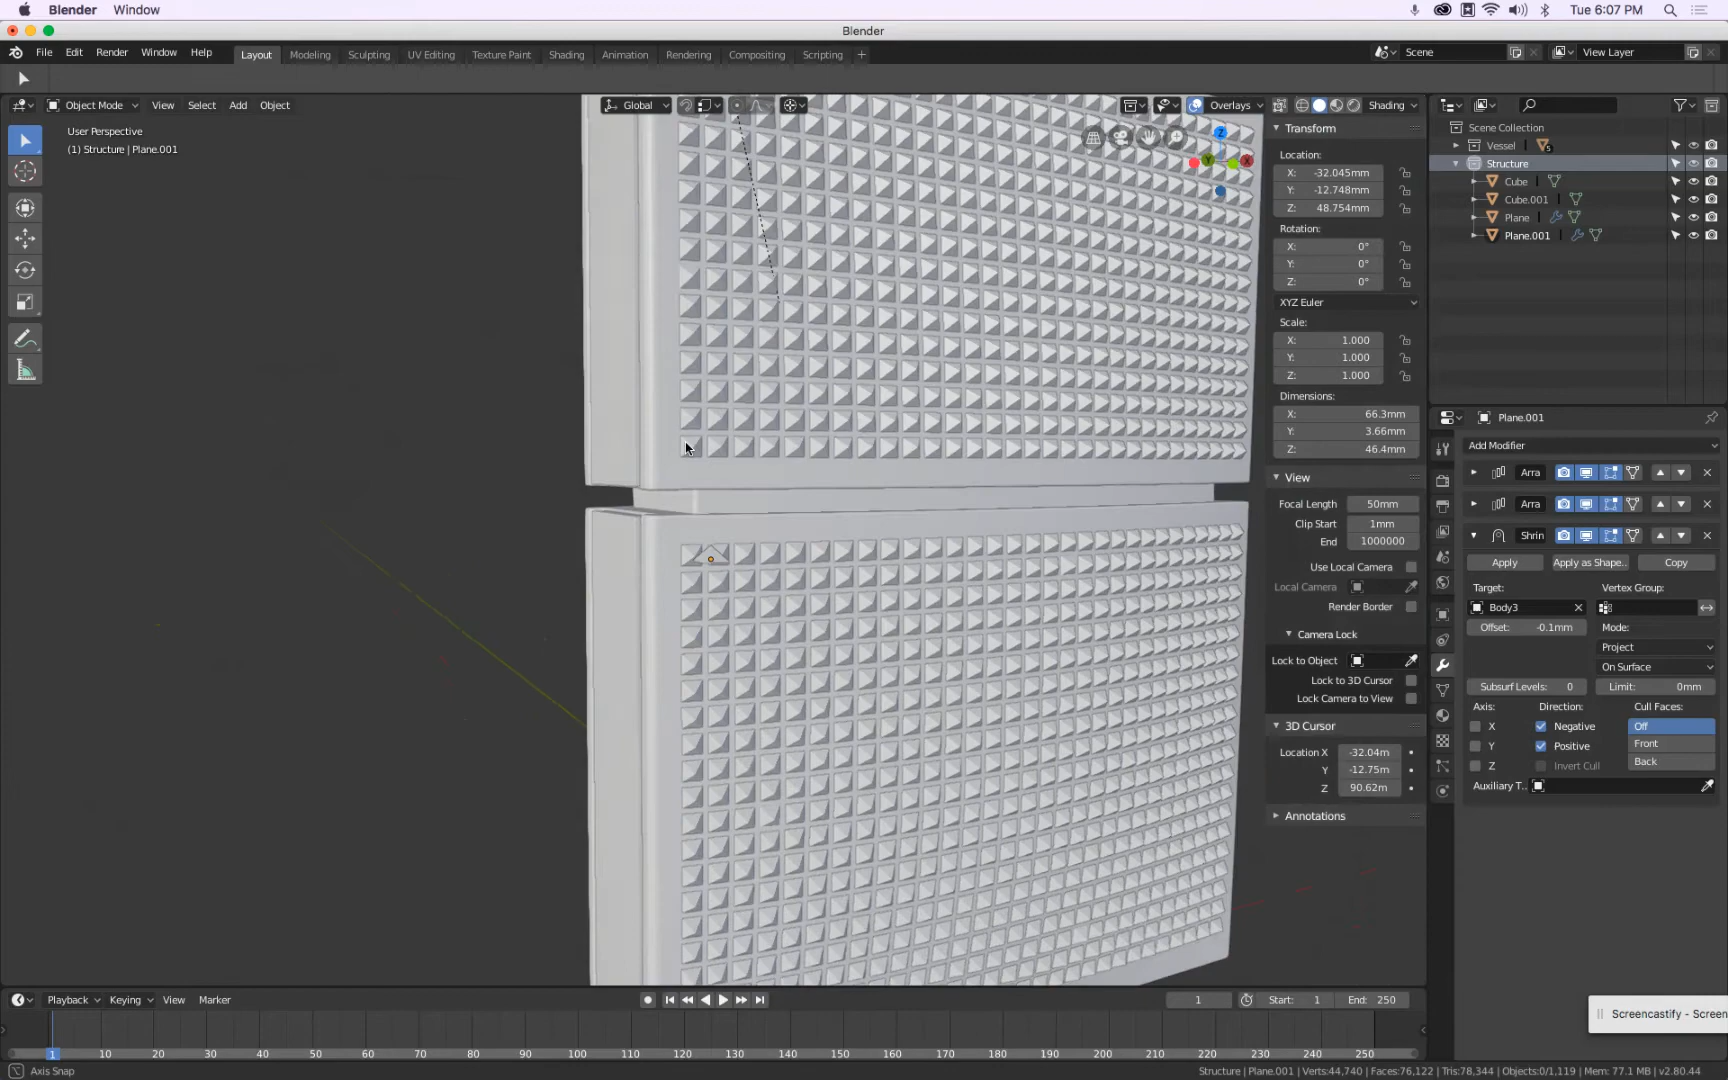 Blender Window Tue 6:07 PM
Blender
File Edit Render Window Help Layout Modeling Sculpting UV Editing Texture Paint Shading Animation Rendering Compositing Scripting + Scene View Layer
Object Mode View Select Add Object Global Overlays Shading
User Perspective
(1) Structure | Plane.001
Z
Y X
Transform
Location:
X: -32.045mm
Y: -12.748mm
Z: 48.754mm
Rotation:
X: 0°
Y: 0°
Z: 0°
XYZ Euler
Scale:
X: 1.000
Y: 1.000
Z: 1.000
Dimensions:
X: 66.3mm
Y: 3.66mm
Z: 46.4mm
View
Focal Length 50mm
Clip Start 1mm
End 1000000
Use Local Camera
Local Camera
Render Border
Camera Lock
Lock to Object
Lock to 3D Cursor
Lock Camera to View
3D Cursor
Location X -32.04m
Y -12.75m
Z 90.62m
Annotations
Scene Collection
Vessel 5
Structure
Cube
Cube.001
Plane
Plane.001
Plane.001
Add Modifier
Arra
Arra
Shrin
Apply Apply as Shape.. Copy
Target: Vertex Group:
Body3
Offset: -0.1mm Mode:
Project
On Surface
Subsurf Levels: 0 Limit: 0mm
Axis: Direction: Cull Faces:
X Negative Off
Y Positive Front
Z Invert Cull Back
Auxiliary T..
Playback Keying View Marker 1 Start: 1 End: 250
Screencastify - Screen
1 10 20 30 40 50 60 70 80 90 100 110 120 130 140 150 160 170 180 190 200 210 220 230 240 250
Axis Snap Structure | Plane.001 | Verts:44,740 | Faces:76,122 | Tris:78,344 | Objects:0/1,119 | Mem: 77.1 MB | v2.80.44